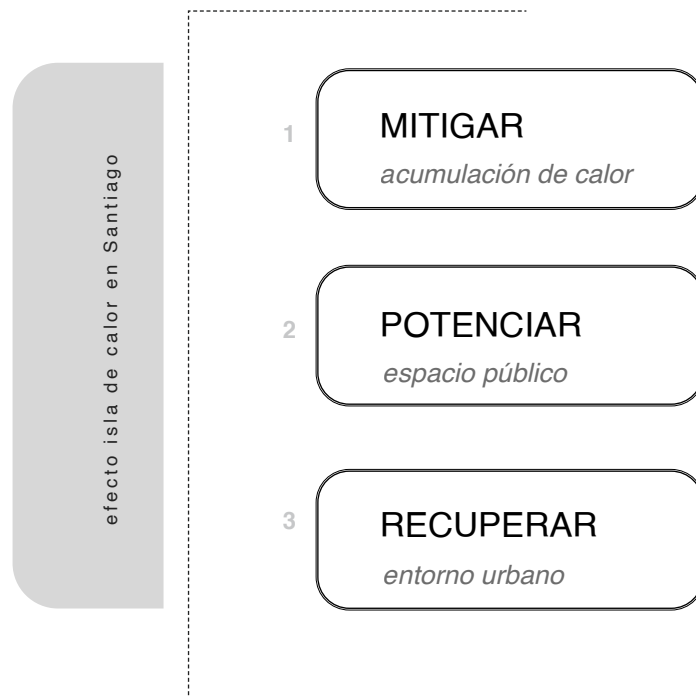 efecto isla de calor en Santiago
1
MITIGAR
acumulación de calor
2
POTENCIAR
espacio público
3
RECUPERAR
entorno urbano